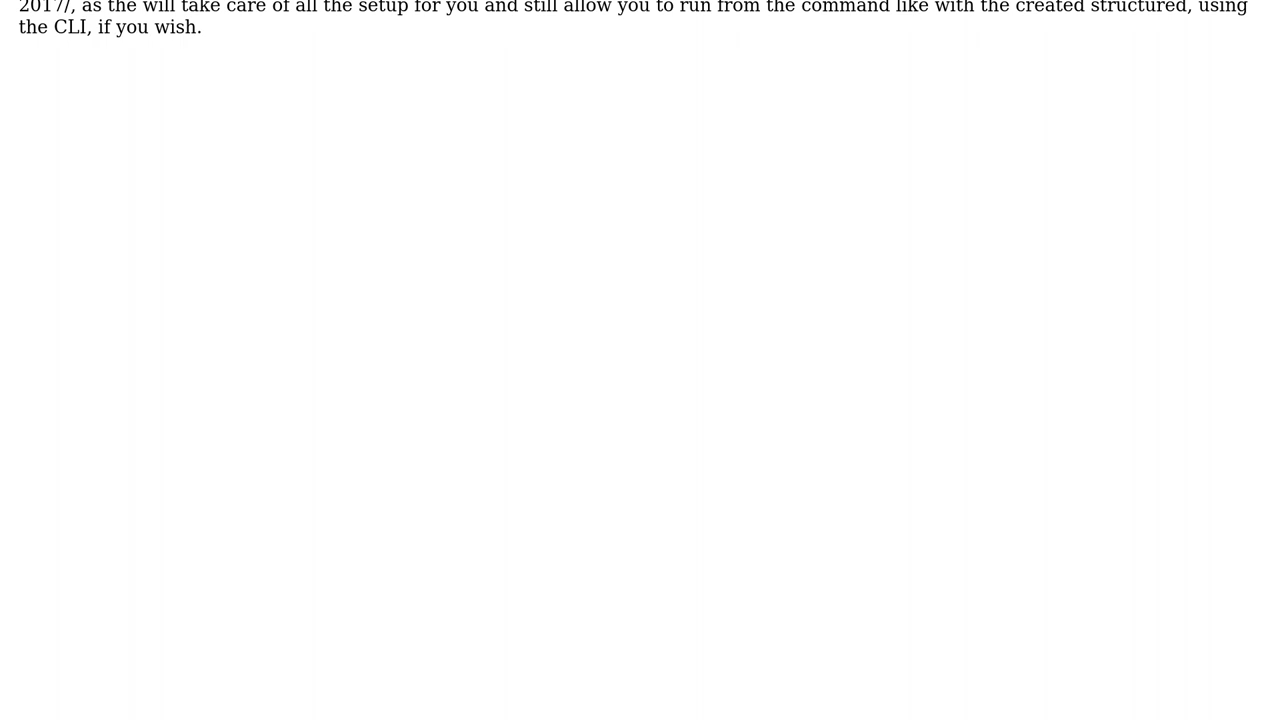 2017/, as the will take care of all the setup for you and still allow you to run from the command like with the created structured, using
the CLI, if you wish.